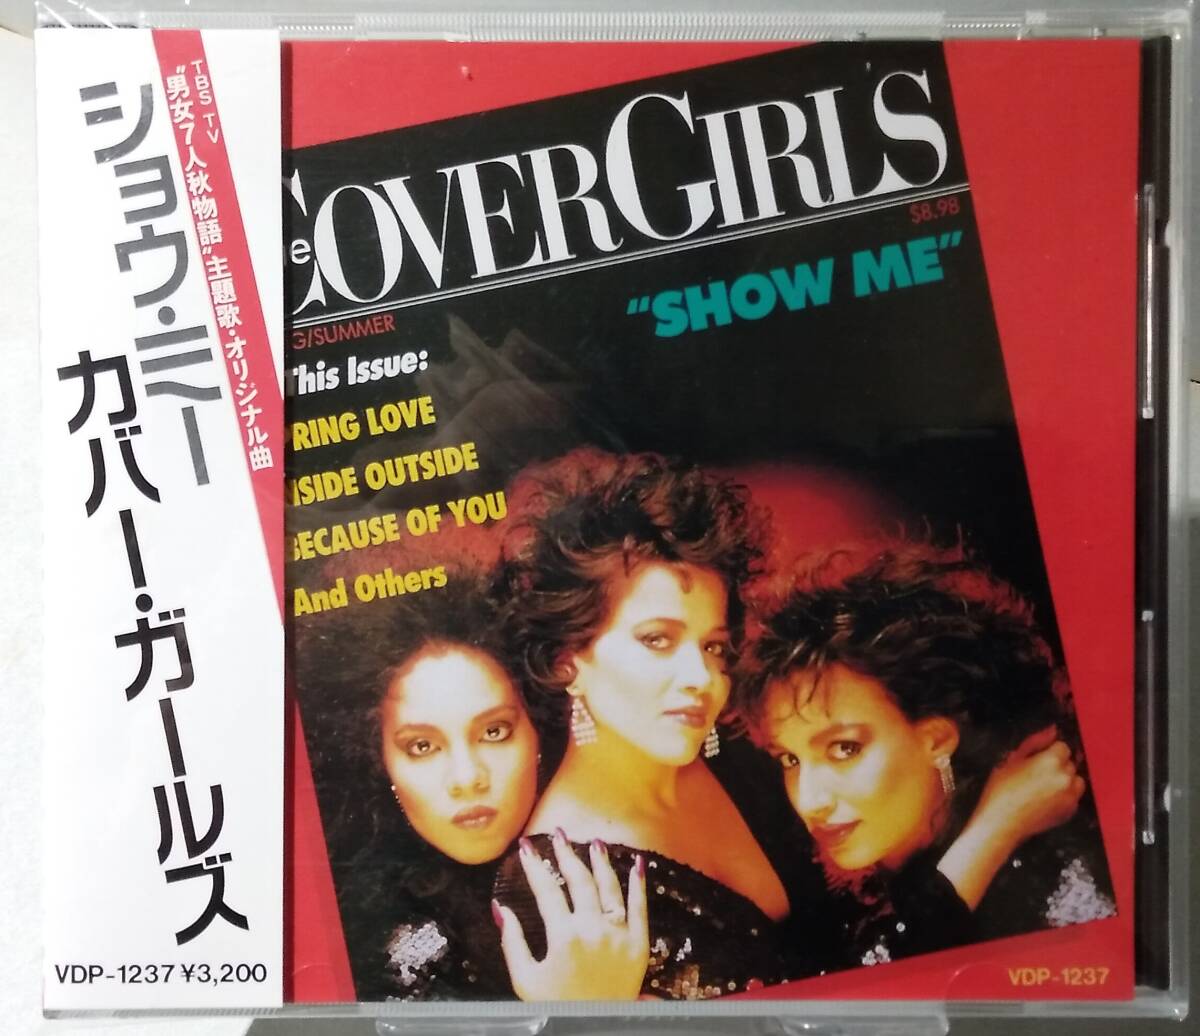 TBS TV
"男女7人秋物語"主題歌・オリジナル曲
ショウ・ミー
カバー・ガールズ
VDP-1237 ¥3,200
he
COVERGIRLS
$8.98
"SHOW ME"
G/SUMMER
This Issue:
PRING LOVE
NSIDE OUTSIDE
BECAUSE OF YOU
And Others
VDP-1237